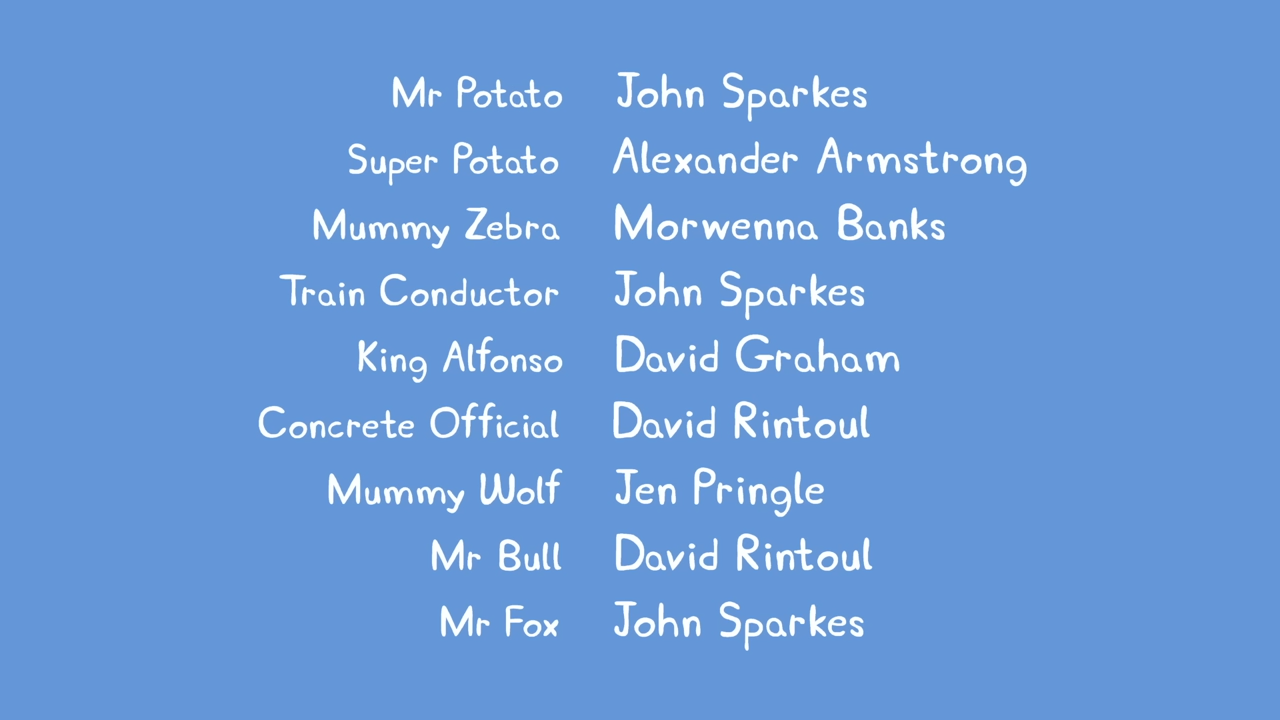 Mr Potato John Sparkes
Super Potato Alexander Armstrong
Mummy Zebra Morwenna Banks
Train Conductor John Sparkes
King Alfonso David Graham
Concrete Official David Rintoul
Mummy Wolf Jen Pringle
Mr Bull David Rintoul
Mr Fox John Sparkes